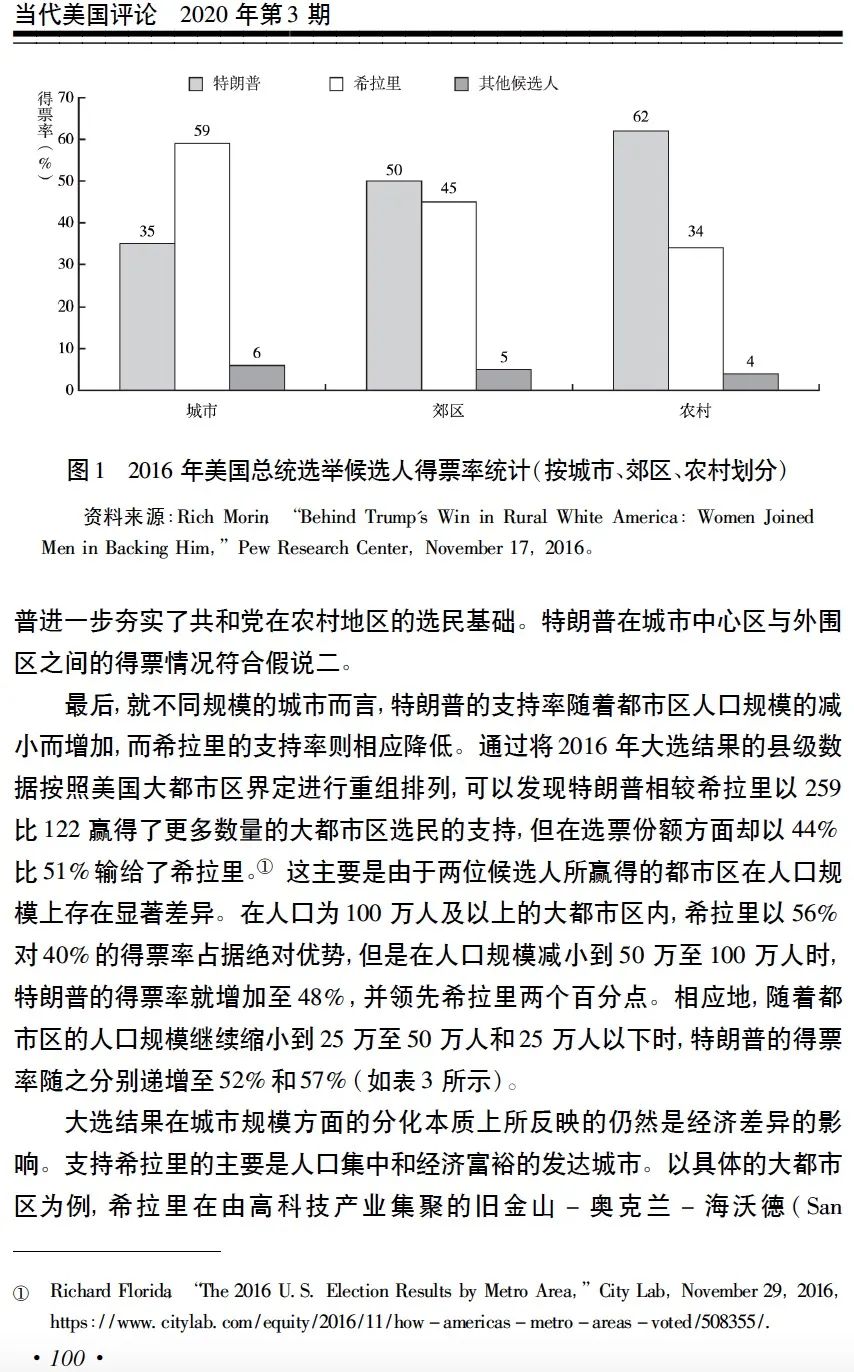 当代美国评论 2020 年第 3 期
特朗普 希拉里 其他候选人
得票率(%)
70
60
50
40
30
20
10
0
35 59 6
50 45 5
62 34 4
城市 郊区 农村
图 1 2016 年美国总统选举候选人得票率统计(按城市、郊区、农村划分)
资料来源:Rich Morin, “Behind Trump's Win in Rural White America: Women Joined
Men in Backing Him,” Pew Research Center, November 17, 2016。
普进一步夯实了共和党在农村地区的选民基础。特朗普在城市中心区与外围
区之间的得票情况符合假说二。
最后,就不同规模的城市而言,特朗普的支持率随着都市区人口规模的减
小而增加,而希拉里的支持率则相应降低。通过将 2016 年大选结果的县级数
据按照美国大都市区界定进行重组排列,可以发现特朗普相较希拉里以 259
比 122 赢得了更多数量的大都市区选民的支持,但在选票份额方面却以 44%
比 51% 输给了希拉里。① 这主要是由于两位候选人所赢得的都市区在人口规
模上存在显著差异。在人口为 100 万人及以上的大都市区内,希拉里以 56%
对 40% 的得票率占据绝对优势,但是在人口规模减小到 50 万至 100 万人时,
特朗普的得票率就增加至 48%,并领先希拉里两个百分点。相应地,随着都
市区的人口规模继续缩小到 25 万至 50 万人和 25 万人以下时,特朗普的得票
率随之分别递增至 52% 和 57%(如表 3 所示)。
大选结果在城市规模方面的分化本质上所反映的仍然是经济差异的影
响。支持希拉里的主要是人口集中和经济富裕的发达城市。以具体的大都市
区为例,希拉里在由高科技产业集聚的旧金山 – 奥克兰 – 海沃德(San
① Richard Florida, “The 2016 U. S. Election Results by Metro Area,” City Lab, November 29, 2016,
https://www.citylab.com/equity/2016/11/how-americas-metro-areas-voted/508355/.
· 100 ·